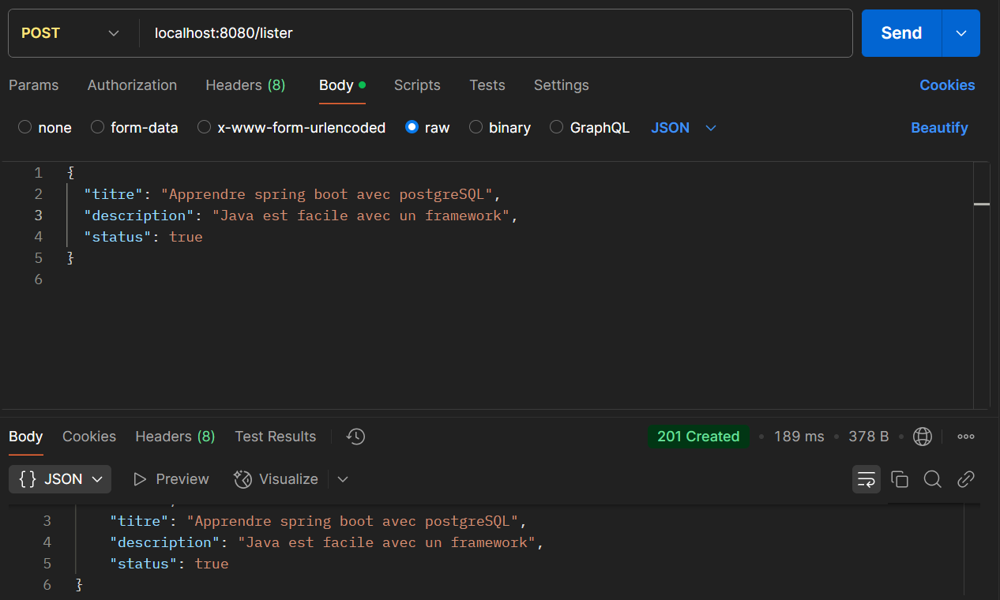 POST localhost:8080/lister Send
Params Authorization Headers (8) Body Scripts Tests Settings Cookies
none form-data x-www-form-urlencoded raw binary GraphQL JSON Beautify
1 {
2 "titre": "Apprendre spring boot avec postgreSQL",
3 "description": "Java est facile avec un framework",
4 "status": true
5 }
6
Body Cookies Headers (8) Test Results 201 Created • 189 ms • 378 B •
{} JSON Preview Visualize
3 "titre": "Apprendre spring boot avec postgreSQL",
4 "description": "Java est facile avec un framework",
5 "status": true
6 }